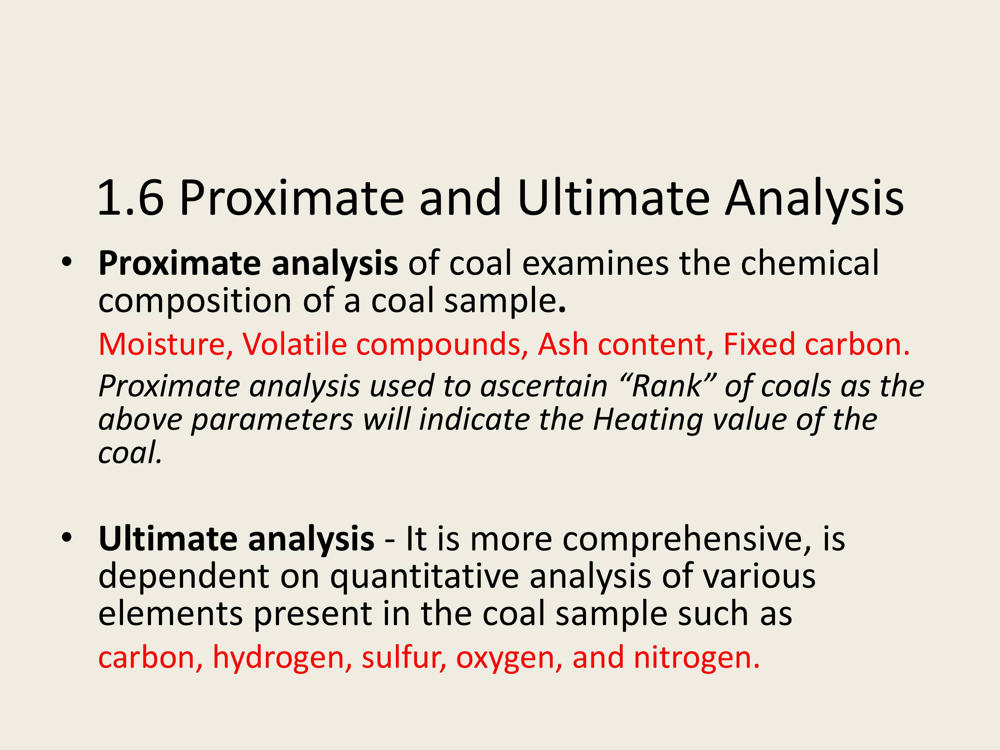 1.6 Proximate and Ultimate Analysis
• Proximate analysis of coal examines the chemical
composition of a coal sample.
Moisture, Volatile compounds, Ash content, Fixed carbon.
Proximate analysis used to ascertain “Rank” of coals as the
above parameters will indicate the Heating value of the
coal.
• Ultimate analysis - It is more comprehensive, is
dependent on quantitative analysis of various
elements present in the coal sample such as
carbon, hydrogen, sulfur, oxygen, and nitrogen.